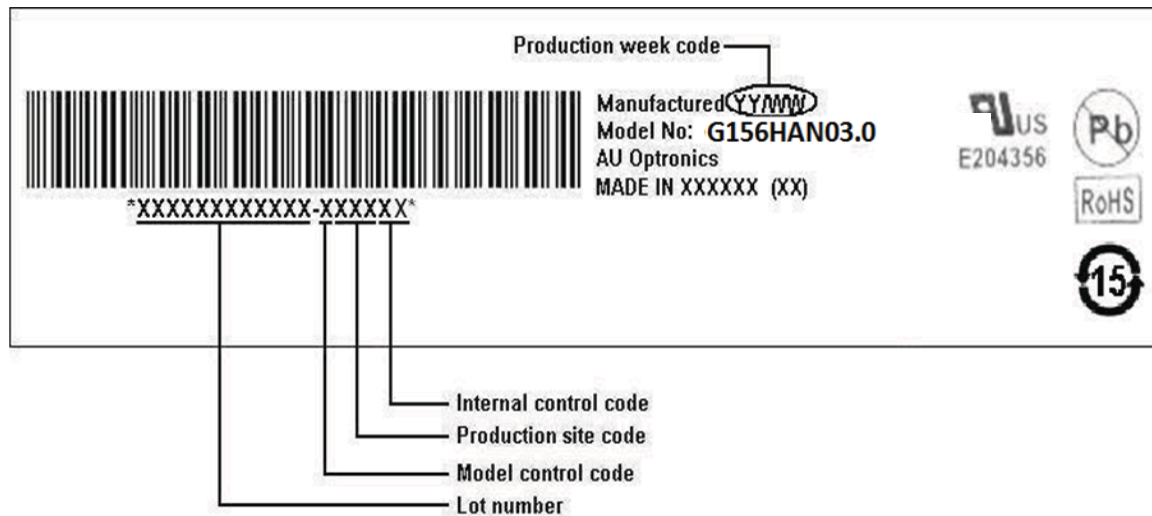 Production week code
Manufactured YY/WW
Model No: G156HAN03.0
AU Optronics
MADE IN XXXXXX (XX)
*XXXXXXXXXXXX-XXXXXX*
US
E204356
Pb
RoHS
15
Internal control code
Production site code
Model control code
Lot number